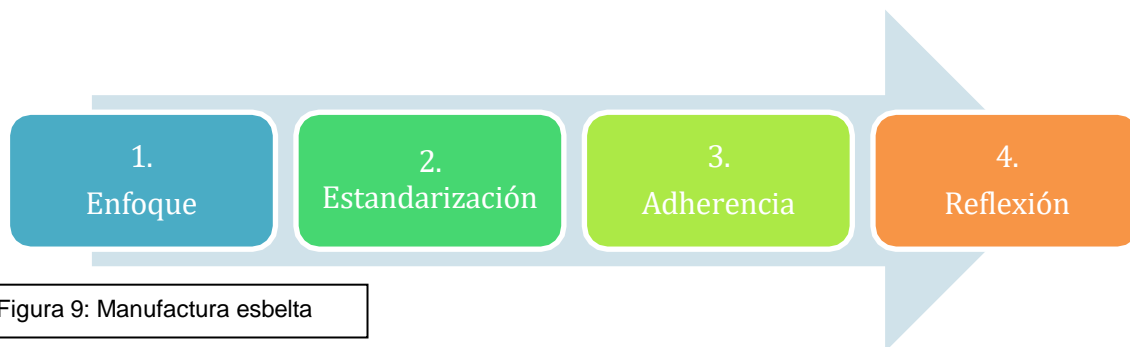 1.
Enfoque
2.
Estandarización
3.
Adherencia
4.
Reflexión
Figura 9: Manufactura esbelta